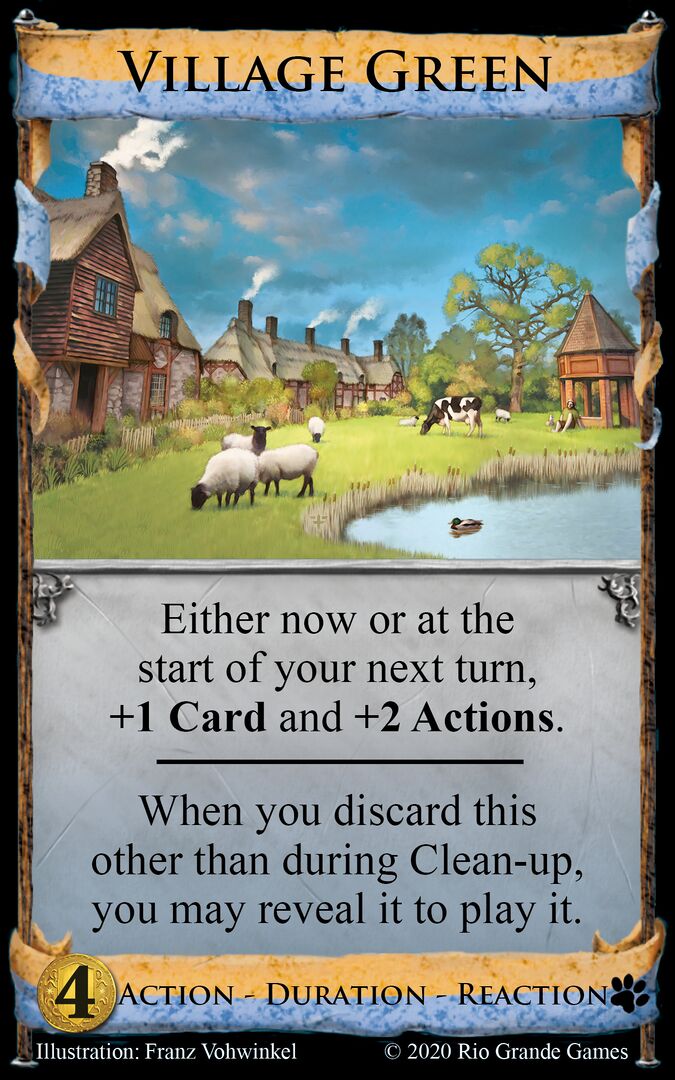 Village Green
Either now or at the
start of your next turn,
+1 Card and +2 Actions.
When you discard this
other than during Clean-up,
you may reveal it to play it.
4 Action - Duration - Reaction
Illustration: Franz Vohwinkel © 2020 Rio Grande Games